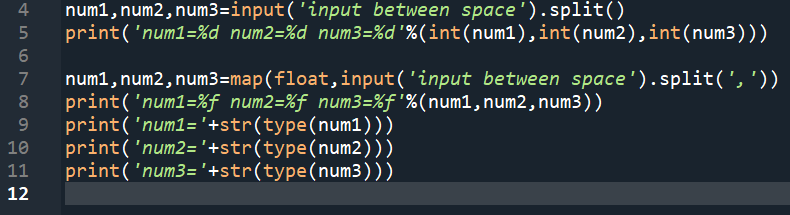 4 num1,num2,num3=input('input between space').split()
5 print('num1=%d num2=%d num3=%d'%(int(num1),int(num2),int(num3)))
6
7 num1,num2,num3=map(float,input('input between space').split(','))
8 print('num1=%f num2=%f num3=%f'%(num1,num2,num3))
9 print('num1='+str(type(num1)))
10 print('num2='+str(type(num2)))
11 print('num3='+str(type(num3)))
12